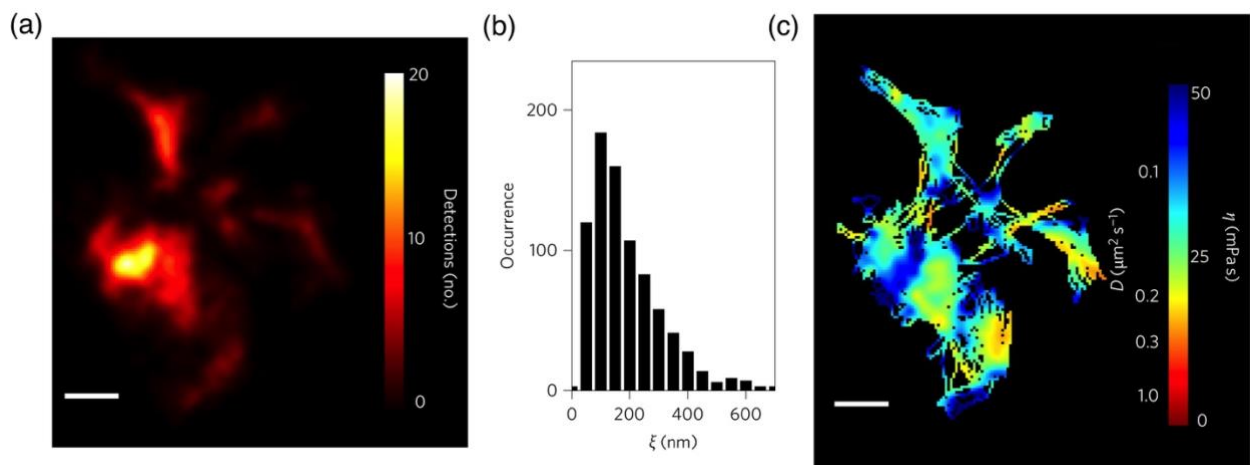 (a)
20
10
0
Detections (no.)
(b)
200
100
0
Occurrence
0 200 400 600
ξ (nm)
(c)
0.1
0.2
0.3
1.0
D (μm² s⁻¹)
50
25
0
η (mPas)